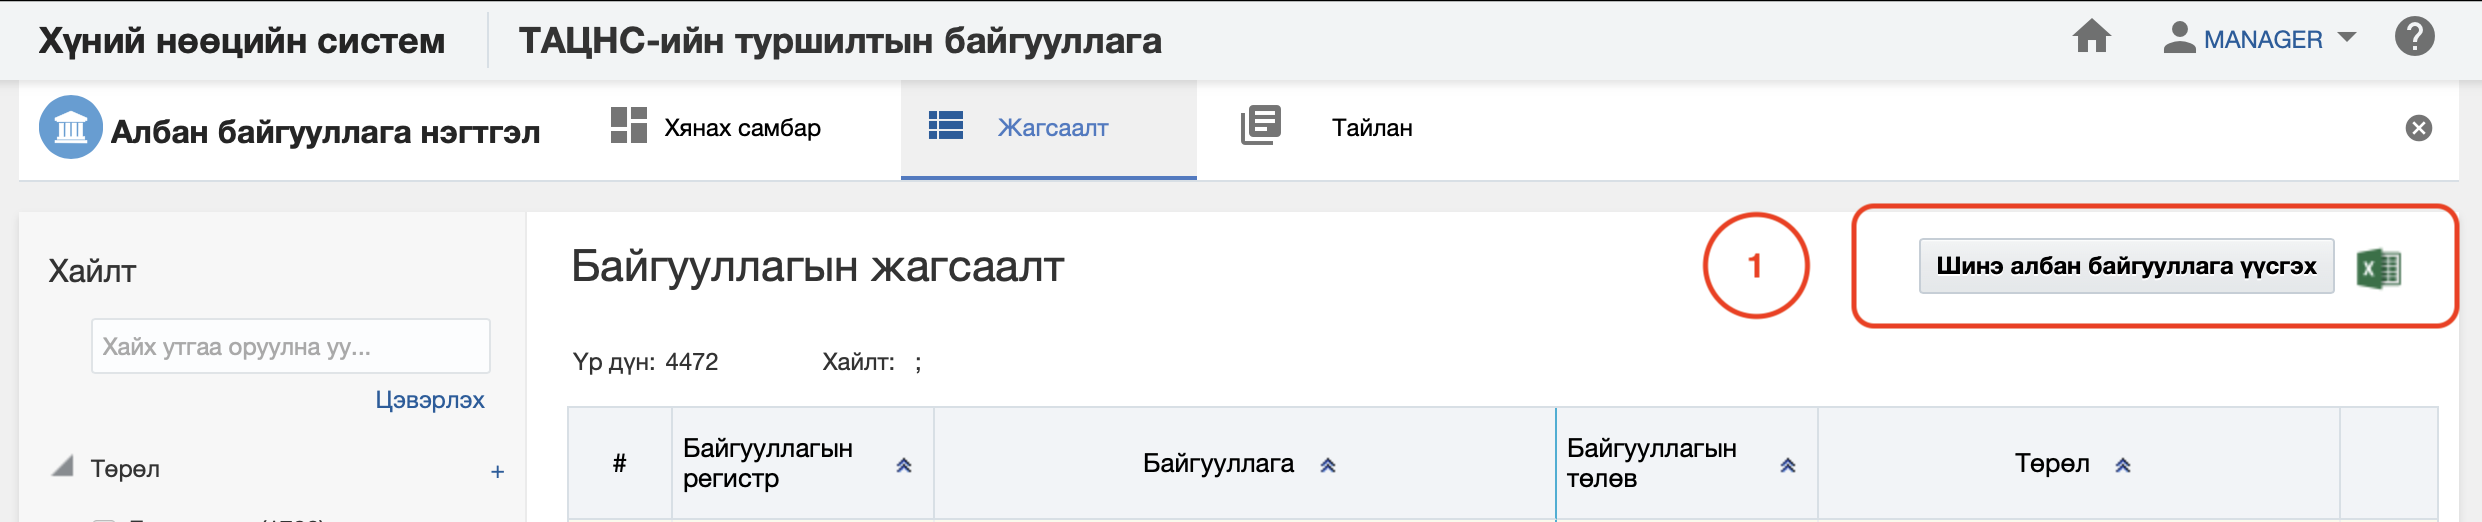 Хүний нөөцийн систем
ТАЦНС-ийн туршилтын байгууллага
MANAGER
Албан байгууллага нэгтгэл
Хянах самбар
Жагсаалт
Тайлан
Хайлт
Хайх утгаа оруулна уу...
Цэвэрлэх
Төрөл
+
Байгууллагын жагсаалт
1
Шинэ албан байгууллага үүсгэх
Үр дүн: 4472
Хайлт: ;
#
Байгууллагын
регистр
Байгууллага
Байгууллагын
төлөв
Төрөл